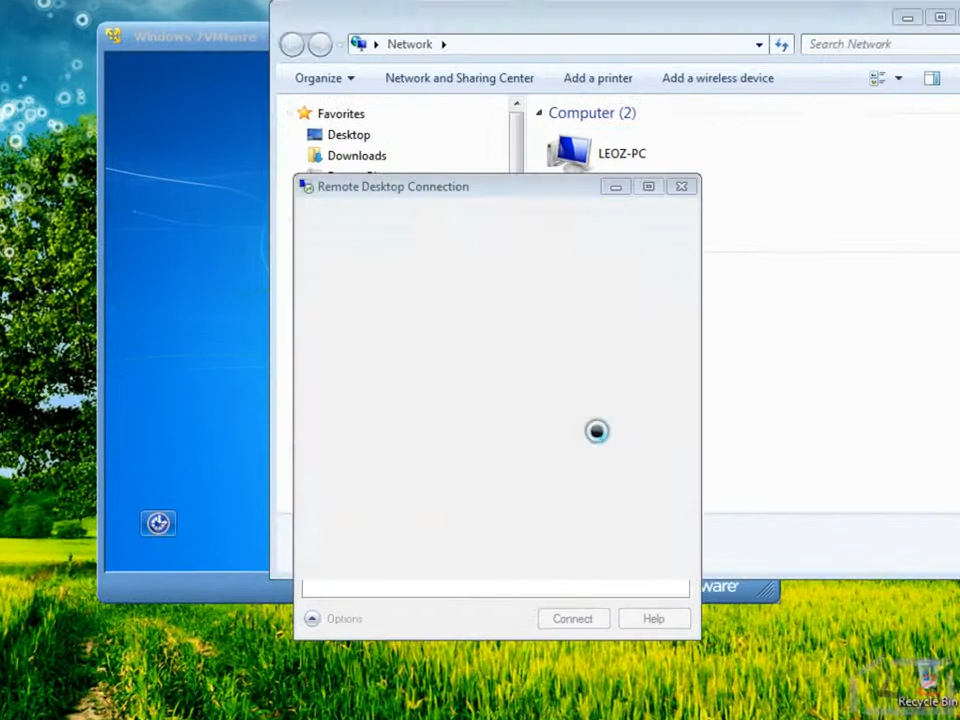 Windows 7VMware
Network
Search Network
Organize
Network and Sharing Center
Add a printer
Add a wireless device
Favorites
Computer (2)
Desktop
LEOZ-PC
Downloads
Remote Desktop Connection
Options
Connect
Help
ware
Recycle Bin